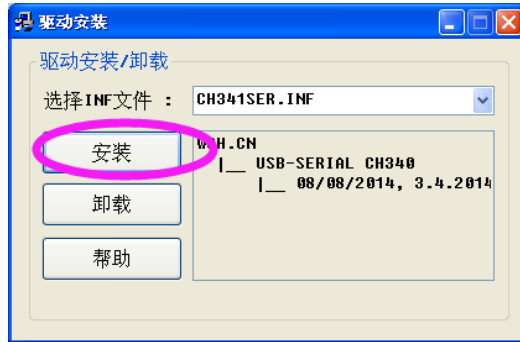 驱动安装
驱动安装/卸载
选择INF文件 : CH341SER.INF
安装
卸载
帮助
WCH.CN
|__ USB-SERIAL CH340
|__ 08/08/2014, 3.4.2014